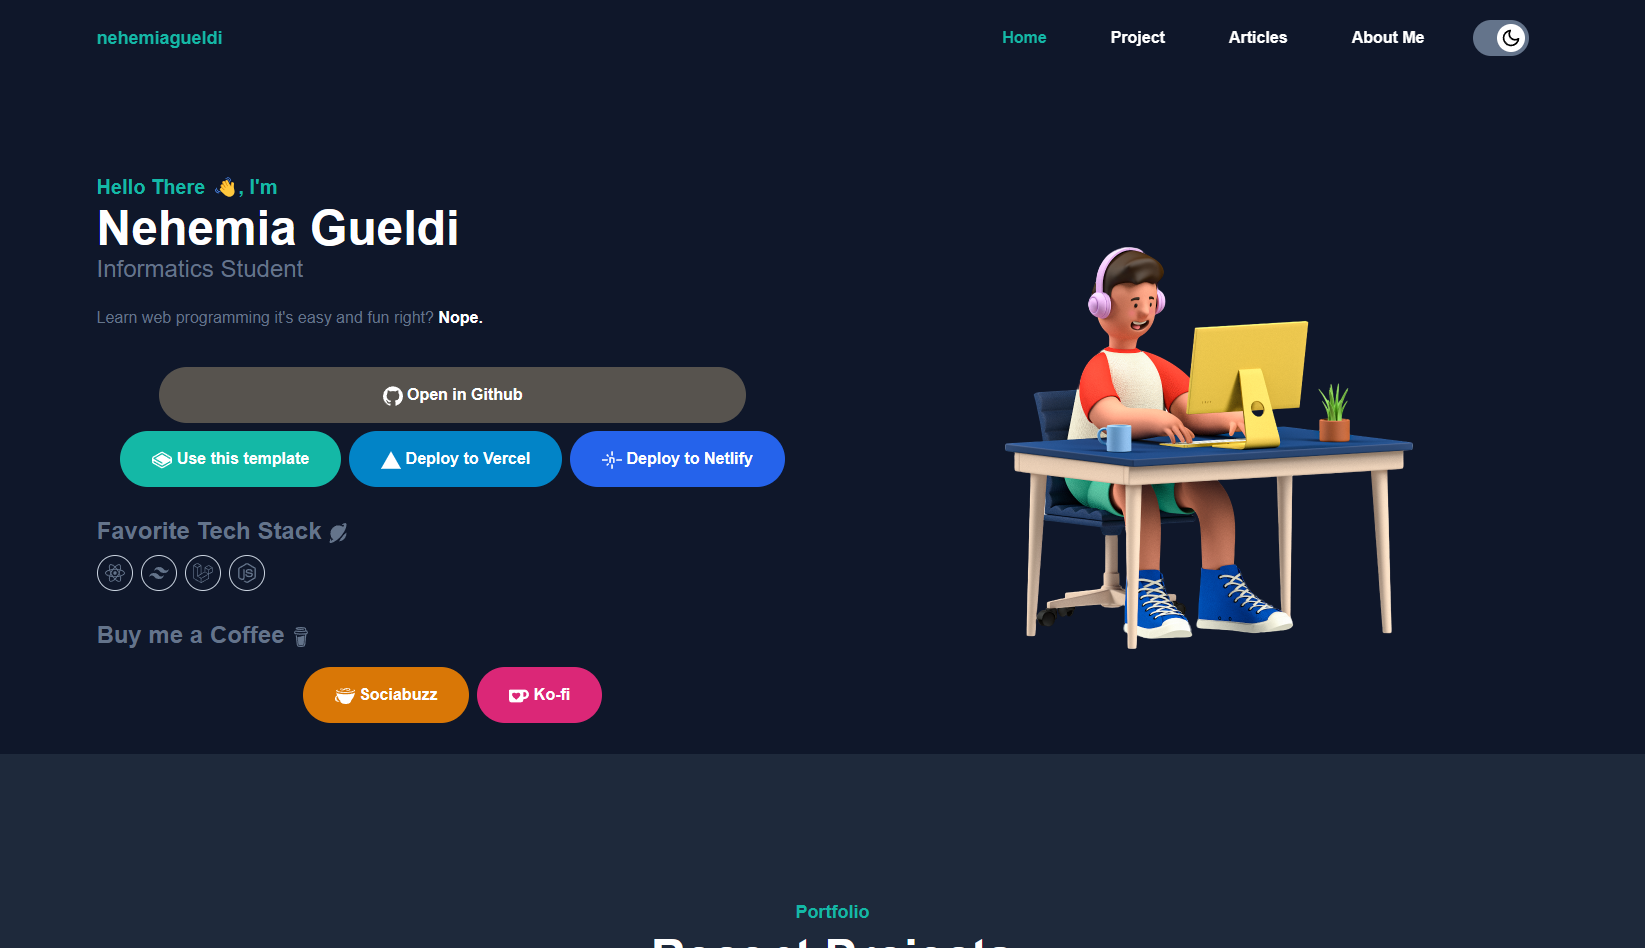 nehemiagueldi
Home Project Articles About Me
Hello There 👋, I'm
Nehemia Gueldi
Informatics Student
Learn web programming it's easy and fun right? Nope.
Open in Github
Use this template Deploy to Vercel Deploy to Netlify
Favorite Tech Stack
Buy me a Coffee
Sociabuzz Ko-fi
Portfolio
Recent Projects